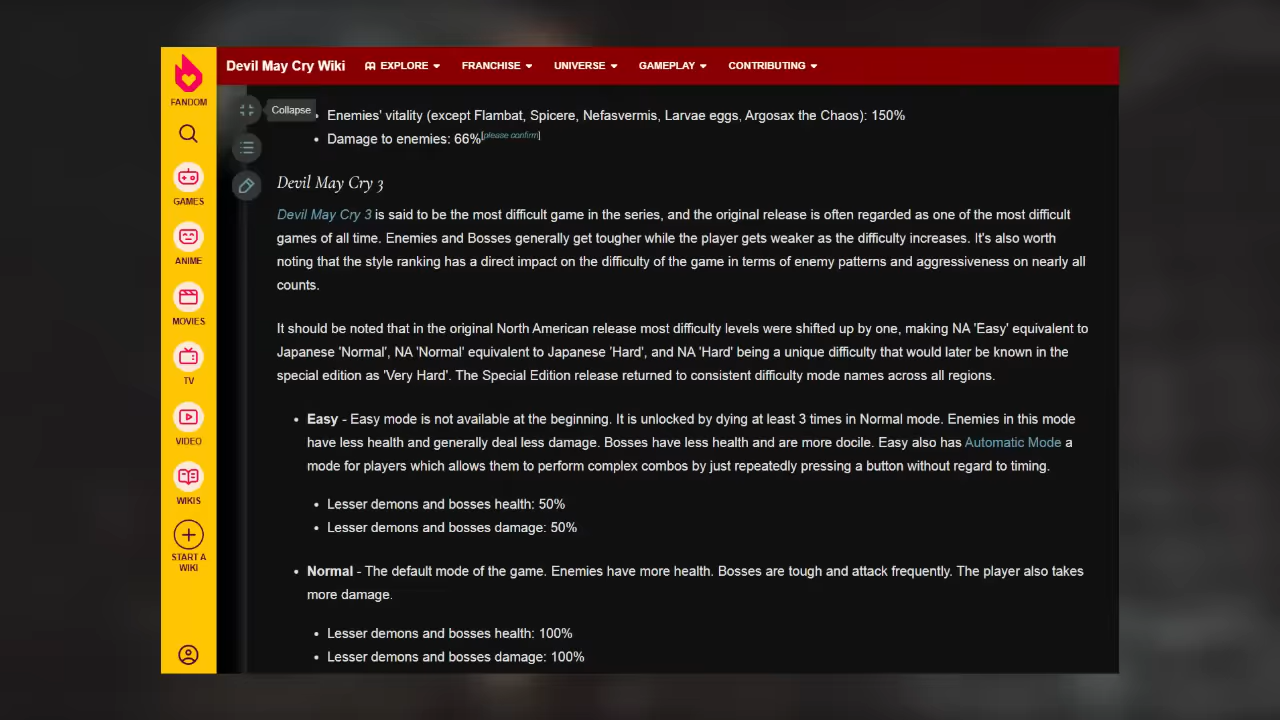 Devil May Cry Wiki
EXPLORE
FRANCHISE
UNIVERSE
GAMEPLAY
CONTRIBUTING
FANDOM
GAMES
ANIME
MOVIES
TV
VIDEO
WIKIS
START A
WIKI
Collapse
• Enemies' vitality (except Flambat, Spicere, Nefasvermis, Larvae eggs, Argosax the Chaos): 150%
• Damage to enemies: 66%[please confirm]
Devil May Cry 3
Devil May Cry 3 is said to be the most difficult game in the series, and the original release is often regarded as one of the most difficult
games of all time. Enemies and Bosses generally get tougher while the player gets weaker as the difficulty increases. It's also worth
noting that the style ranking has a direct impact on the difficulty of the game in terms of enemy patterns and aggressiveness on nearly all
counts.
It should be noted that in the original North American release most difficulty levels were shifted up by one, making NA 'Easy' equivalent to
Japanese 'Normal', NA 'Normal' equivalent to Japanese 'Hard', and NA 'Hard' being a unique difficulty that would later be known in the
special edition as 'Very Hard'. The Special Edition release returned to consistent difficulty mode names across all regions.
• Easy - Easy mode is not available at the beginning. It is unlocked by dying at least 3 times in Normal mode. Enemies in this mode
have less health and generally deal less damage. Bosses have less health and are more docile. Easy also has Automatic Mode a
mode for players which allows them to perform complex combos by just repeatedly pressing a button without regard to timing.
• Lesser demons and bosses health: 50%
• Lesser demons and bosses damage: 50%
• Normal - The default mode of the game. Enemies have more health. Bosses are tough and attack frequently. The player also takes
more damage.
• Lesser demons and bosses health: 100%
• Lesser demons and bosses damage: 100%